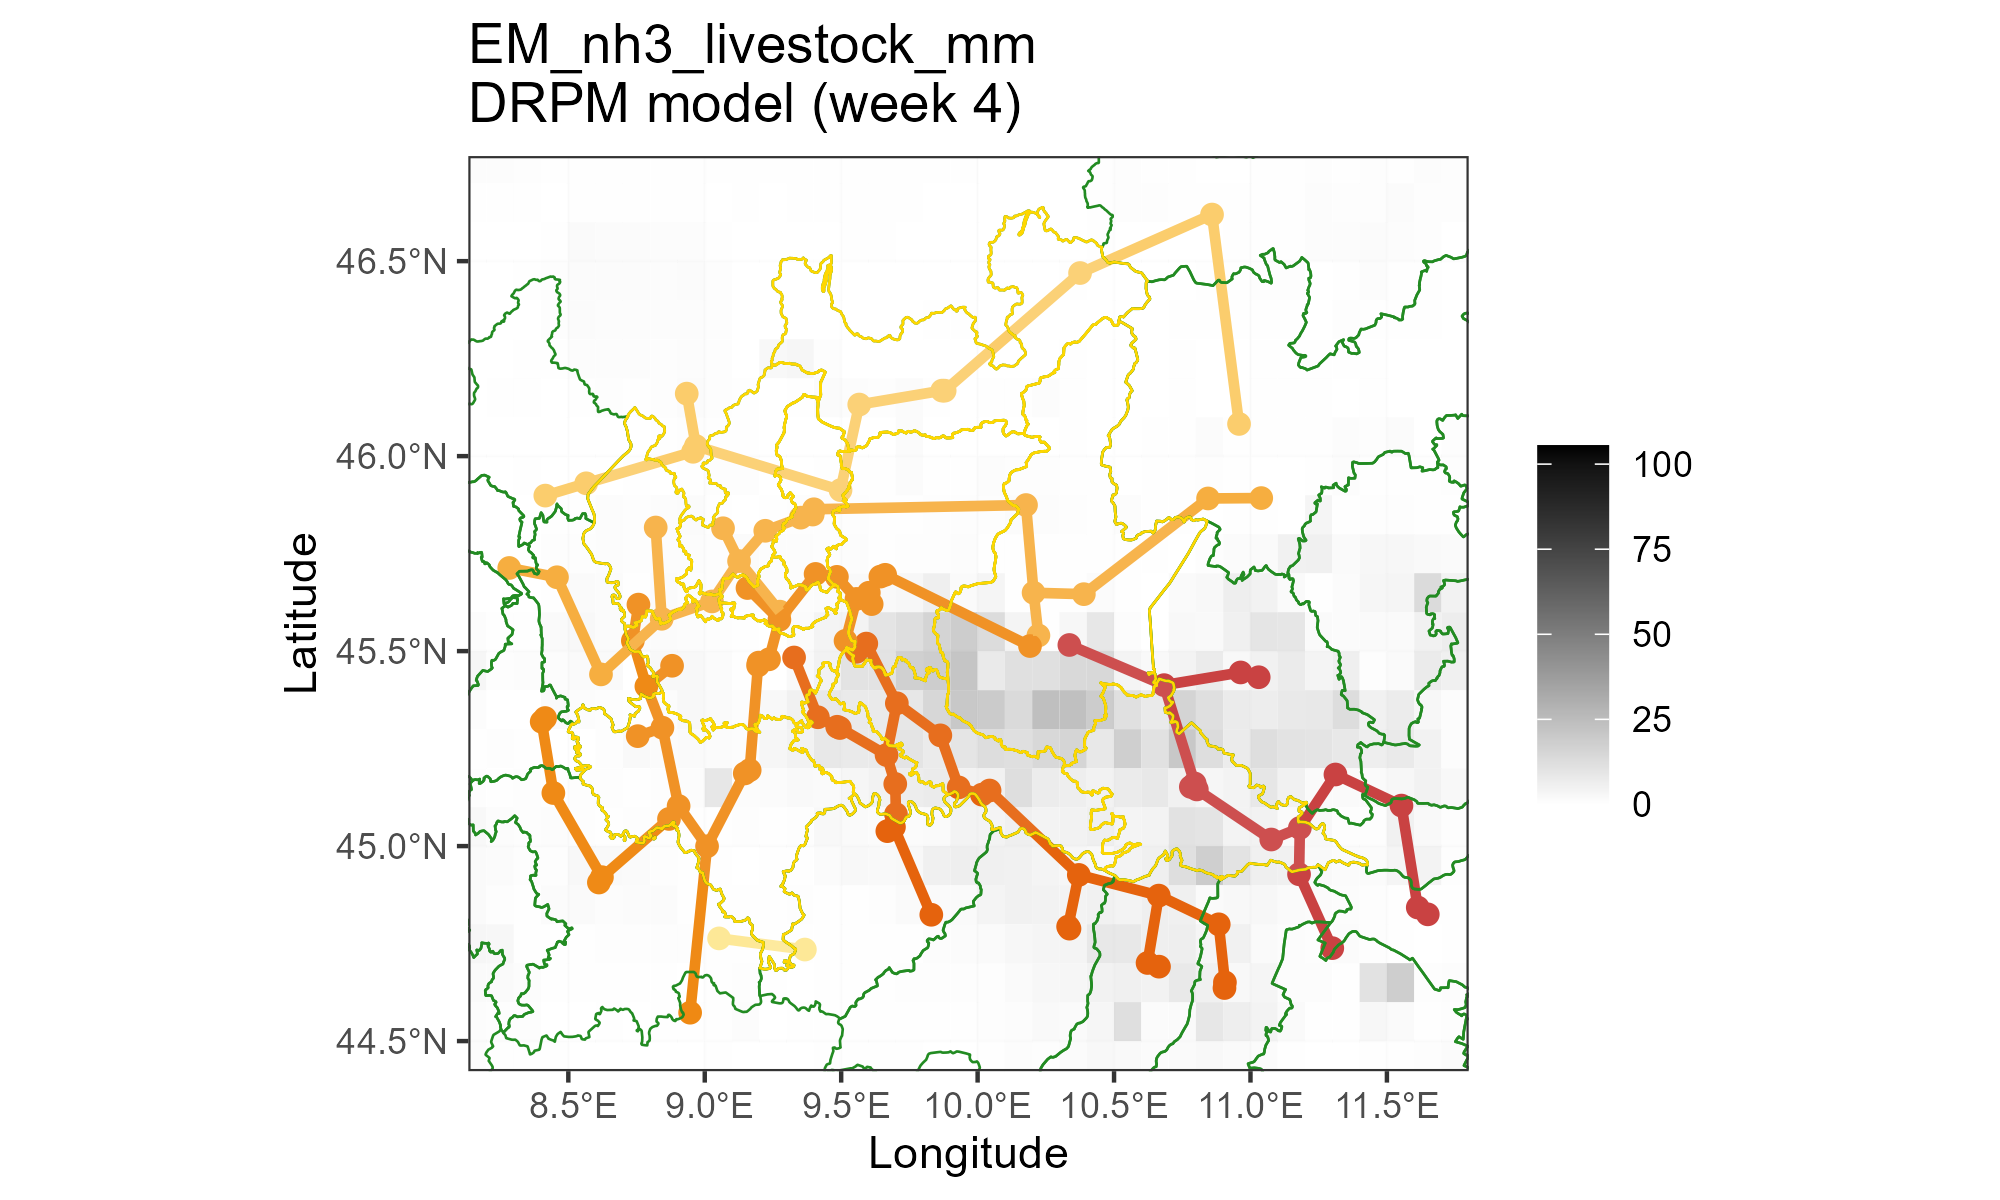 EM_nh3_livestock_mm
DRPM model (week 4)
46.5°N
46.0°N
45.5°N
45.0°N
44.5°N
Latitude
8.5°E
9.0°E
9.5°E
10.0°E
10.5°E
11.0°E
11.5°E
Longitude
100
75
50
25
0